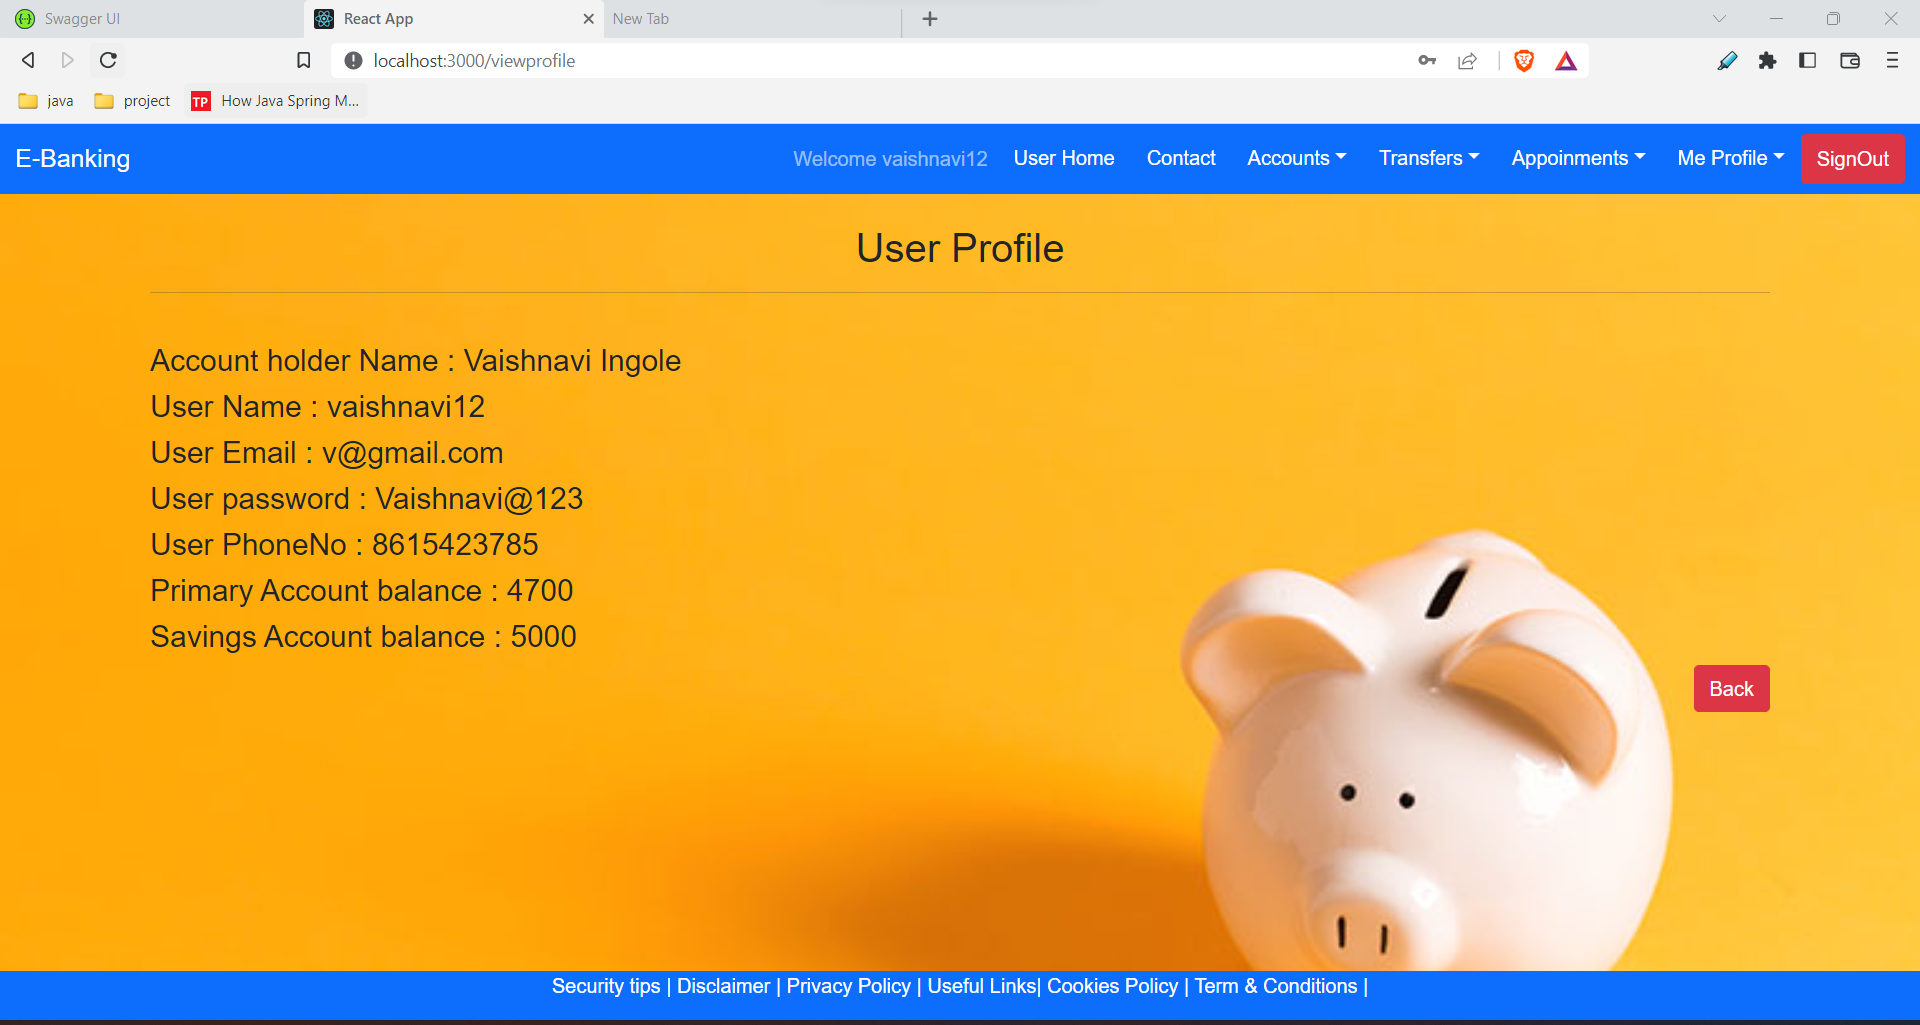 Swagger UI
React App
New Tab
localhost:3000/viewprofile
java
project
TP
How Java Spring M...
E-Banking
Welcome vaishnavi12
User Home
Contact
Accounts
Transfers
Appoinments
Me Profile
SignOut
User Profile
Account holder Name : Vaishnavi Ingole
User Name : vaishnavi12
User Email : v@gmail.com
User password : Vaishnavi@123
User PhoneNo : 8615423785
Primary Account balance : 4700
Savings Account balance : 5000
Back
Security tips | Disclaimer | Privacy Policy | Useful Links| Cookies Policy | Term & Conditions |